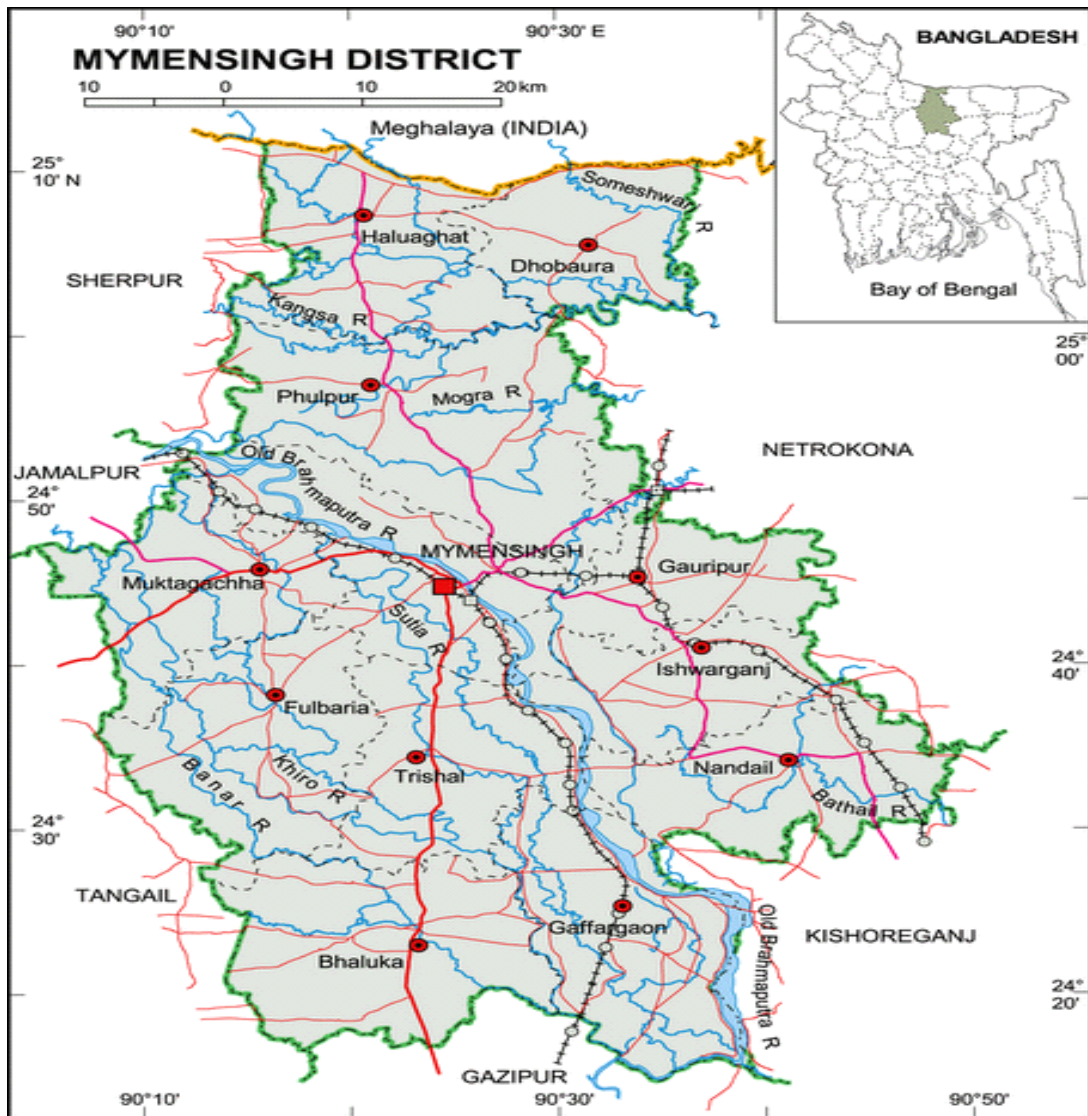 90°10'
90°30' E
MYMENSINGH DISTRICT
10 0 10 20 km
BANGLADESH
Bay of Bengal
Meghalaya (INDIA)
25°
10' N
Someshwari R
Haluaghat
Dhobaura
SHERPUR
Kangsa R
25°
00'
Phulpur
Mogra R
NETROKONA
Old Brahmaputra R
JAMALPUR
24°
50'
MYMENSINGH
Gauripur
Muktagachha
Sutia R
Ishwarganj
24°
40'
Fulbaria
Khiro R
Trishal
Nandail
Banar R
Bathail R
24°
30'
TANGAIL
Gaffargaon
Old Brahmaputra R
KISHOREGANJ
Bhaluka
24°
20'
GAZIPUR
90°10'
90°30'
90°50'